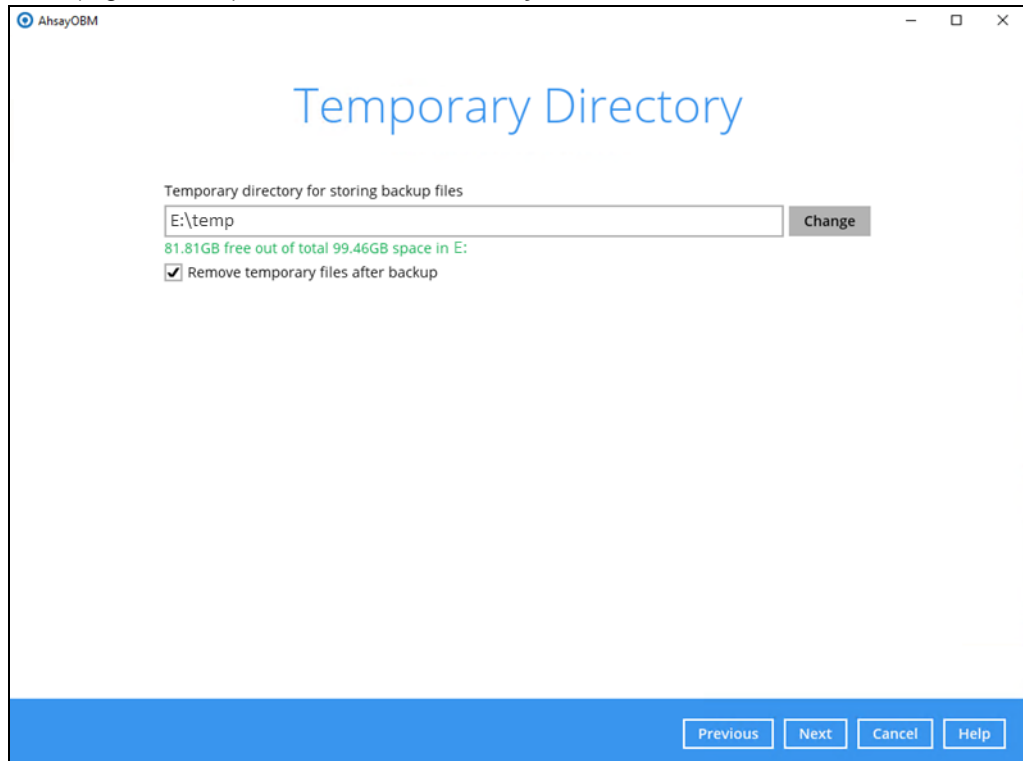 AhsayOBM
Temporary Directory
Temporary directory for storing backup files
E:\temp
Change
81.81GB free out of total 99.46GB space in E:
Remove temporary files after backup
Previous Next Cancel Help